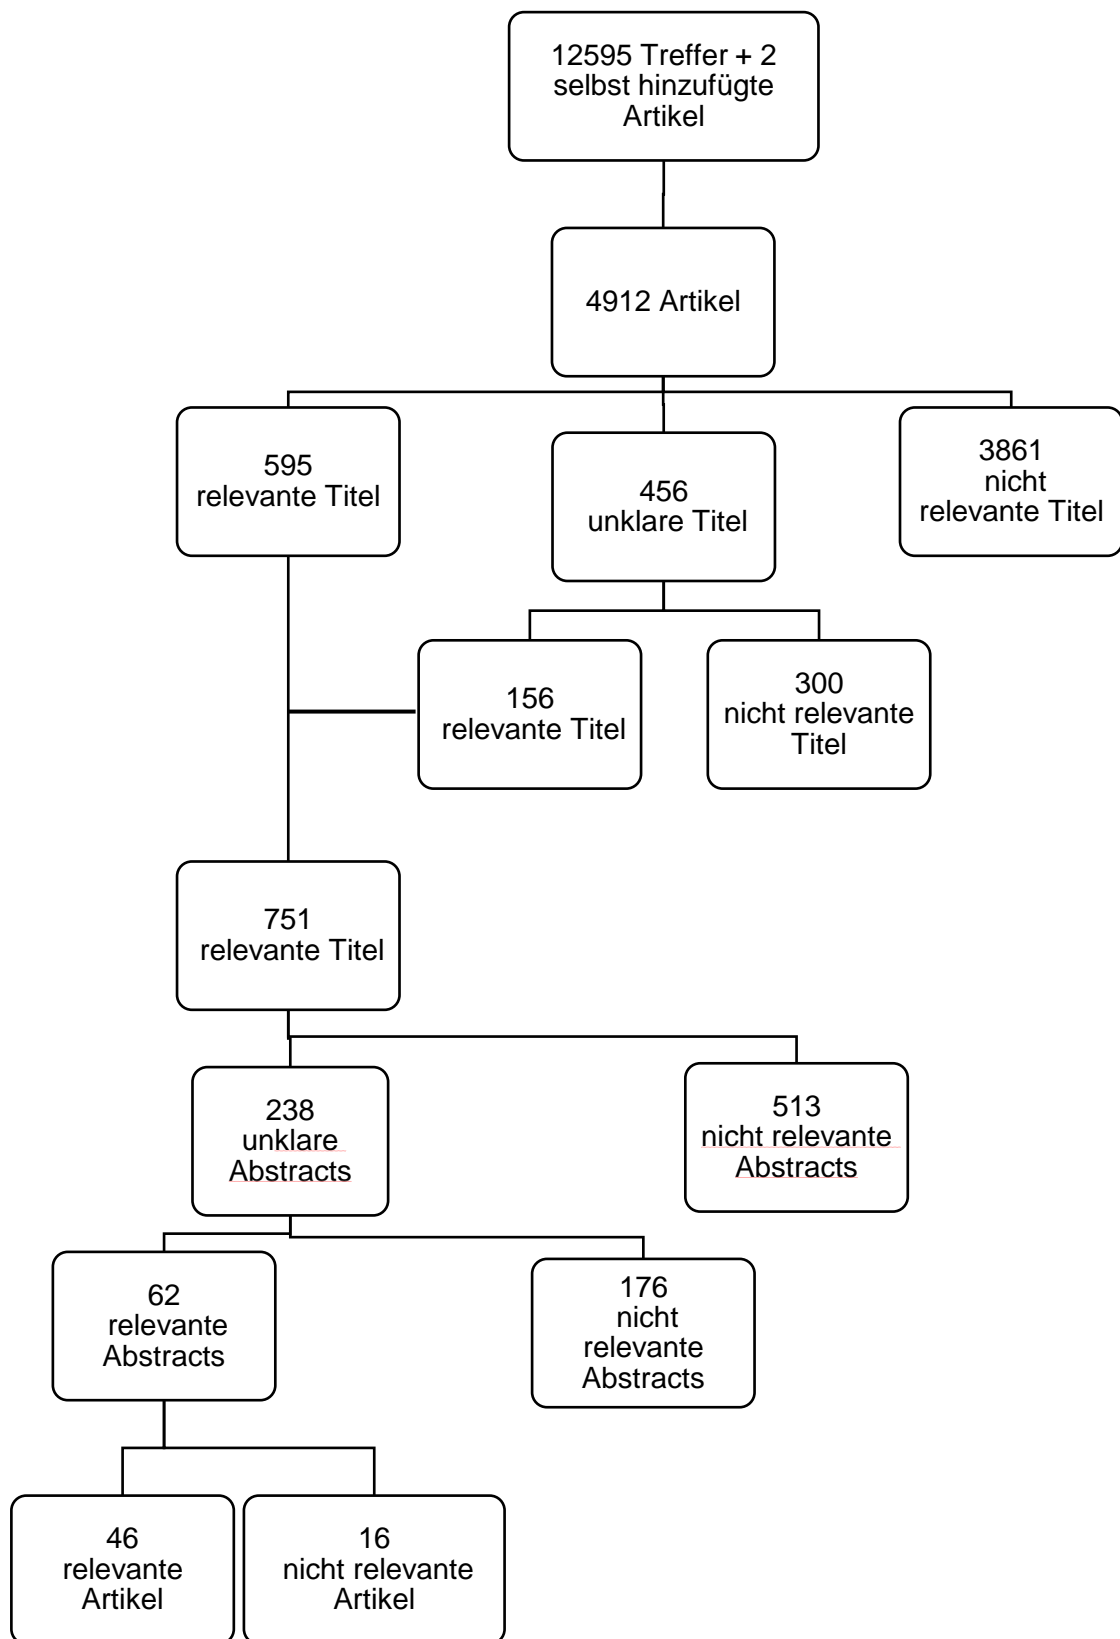 12595 Treffer + 2
selbst hinzufügte
Artikel
4912 Artikel
595
relevante Titel
456
unklare Titel
3861
nicht
relevante Titel
156
relevante Titel
300
nicht relevante
Titel
751
relevante Titel
238
unklare
Abstracts
513
nicht relevante
Abstracts
62
relevante
Abstracts
176
nicht
relevante
Abstracts
46
relevante
Artikel
16
nicht relevante
Artikel